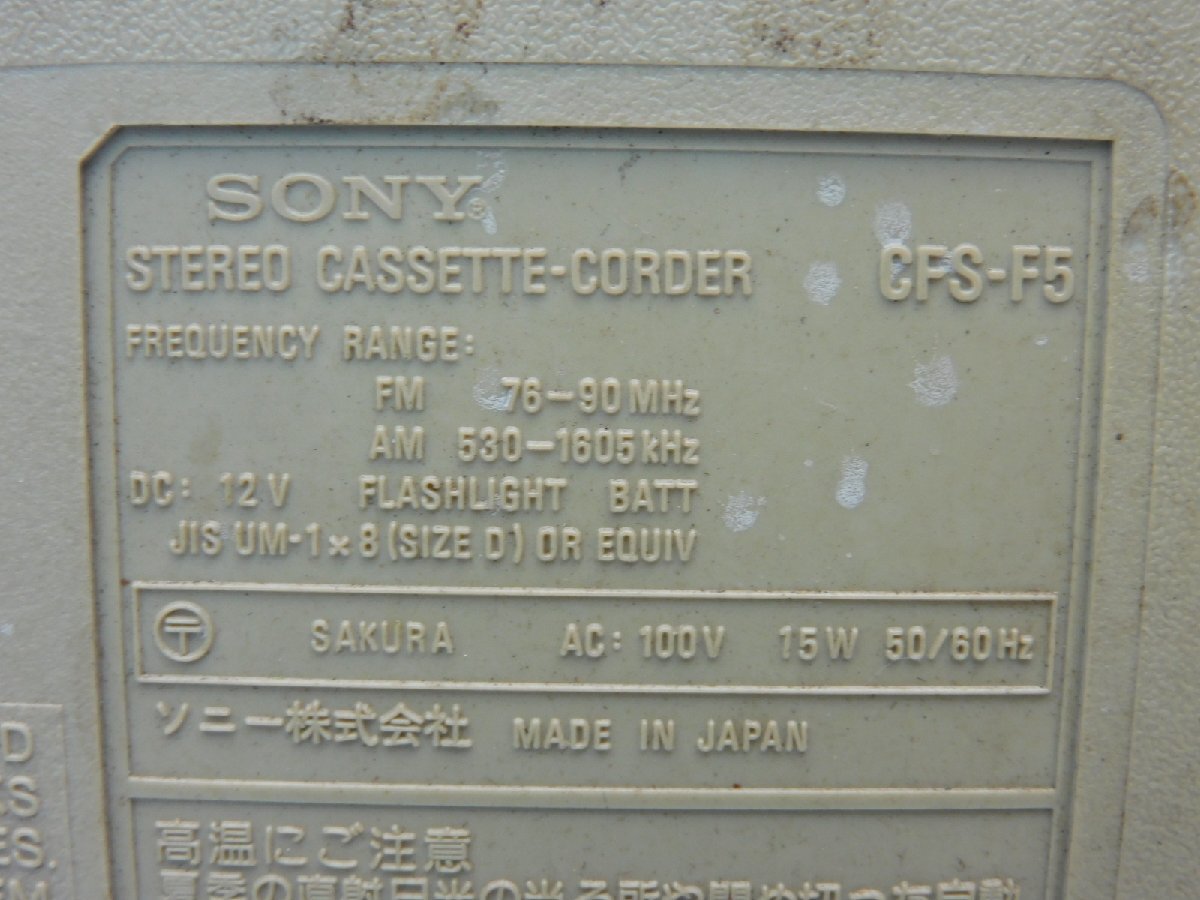 SONY®
STEREO CASSETTE-CORDER CFS-F5
FREQUENCY RANGE:
FM 76-90 MHz
AM 530-1605 kHz
DC: 12V FLASHLIGHT BATT
JIS UM-1×8 (SIZE D) OR EQUIV
〶 SAKURA AC: 100V 15W 50/60Hz
ソニー株式会社 MADE IN JAPAN
高温にご注意
D
ES.